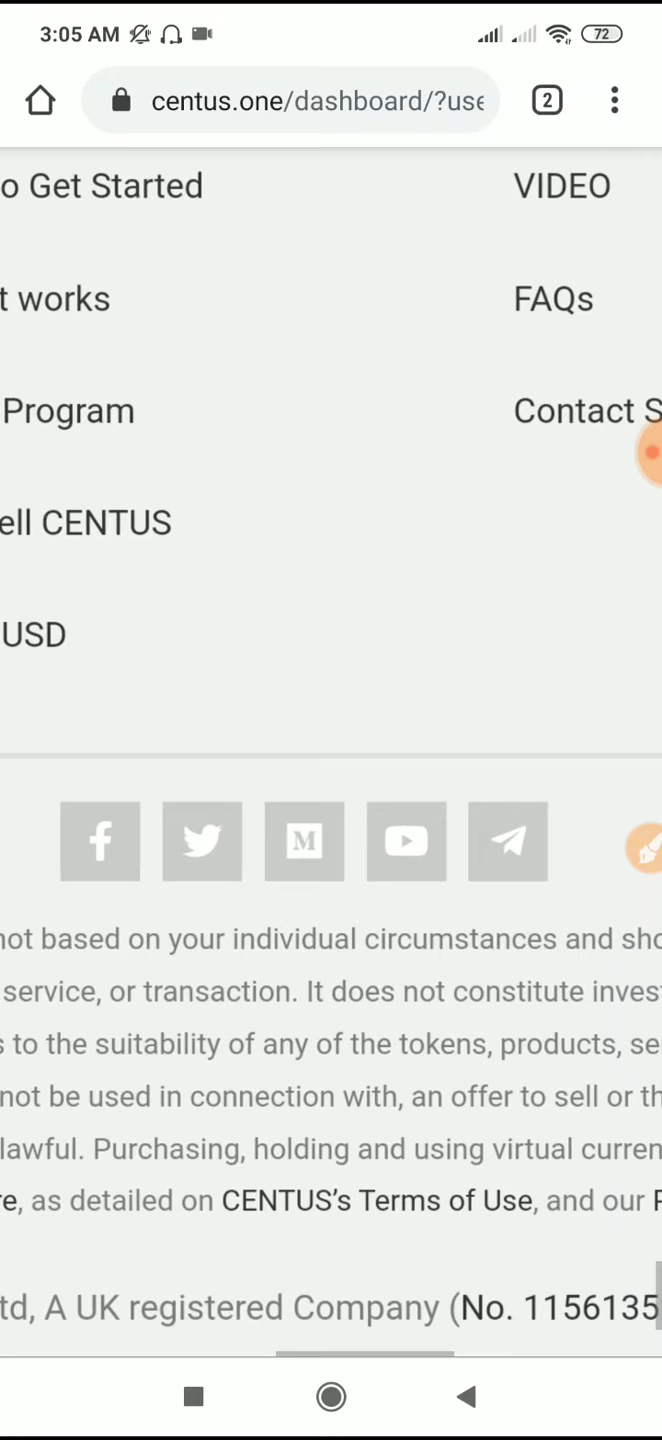 3:05 AM 72
centus.one/dashboard/?use 2
o Get Started VIDEO
t works FAQs
Program Contact S
ell CENTUS
USD
not based on your individual circumstances and sho
service, or transaction. It does not constitute inves
s to the suitability of any of the tokens, products, se
not be used in connection with, an offer to sell or th
lawful. Purchasing, holding and using virtual curren
re, as detailed on CENTUS's Terms of Use, and our P
td, A UK registered Company (No. 1156135